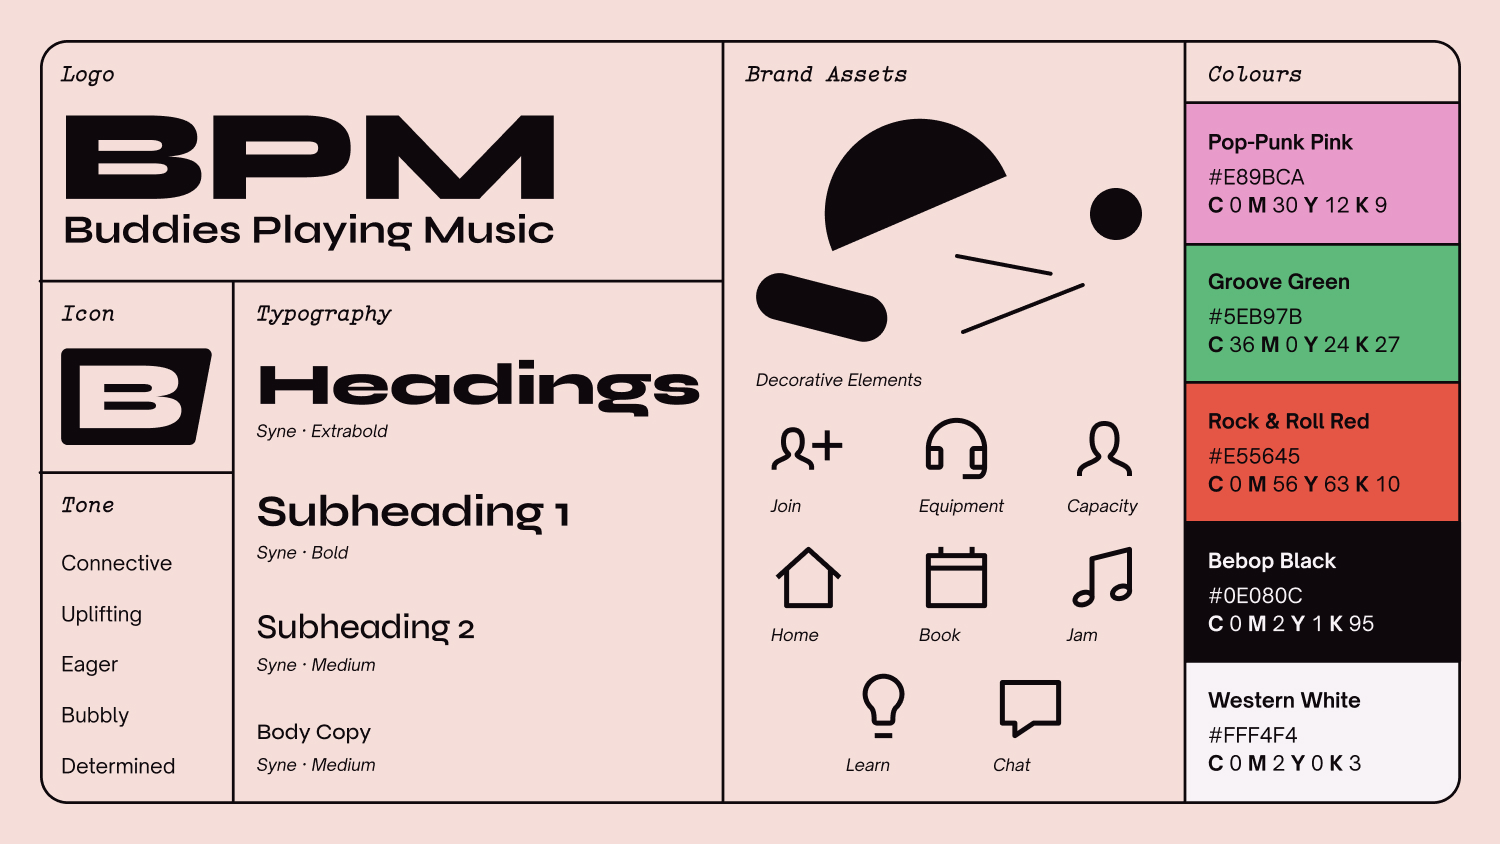 Logo
BPM
Buddies Playing Music
Icon
B
Tone
Connective
Uplifting
Eager
Bubbly
Determined
Typography
Headings
Syne · Extrabold
Subheading 1
Syne · Bold
Subheading 2
Syne · Medium
Body Copy
Syne · Medium
Brand Assets
Decorative Elements
Join
Equipment
Capacity
Home
Book
Jam
Learn
Chat
Colours
Pop-Punk Pink
#E89BCA
C 0 M 30 Y 12 K 9
Groove Green
#5EB97B
C 36 M 0 Y 24 K 27
Rock & Roll Red
#E55645
C 0 M 56 Y 63 K 10
Bebop Black
#0E080C
C 0 M 2 Y 1 K 95
Western White
#FFF4F4
C 0 M 2 Y 0 K 3